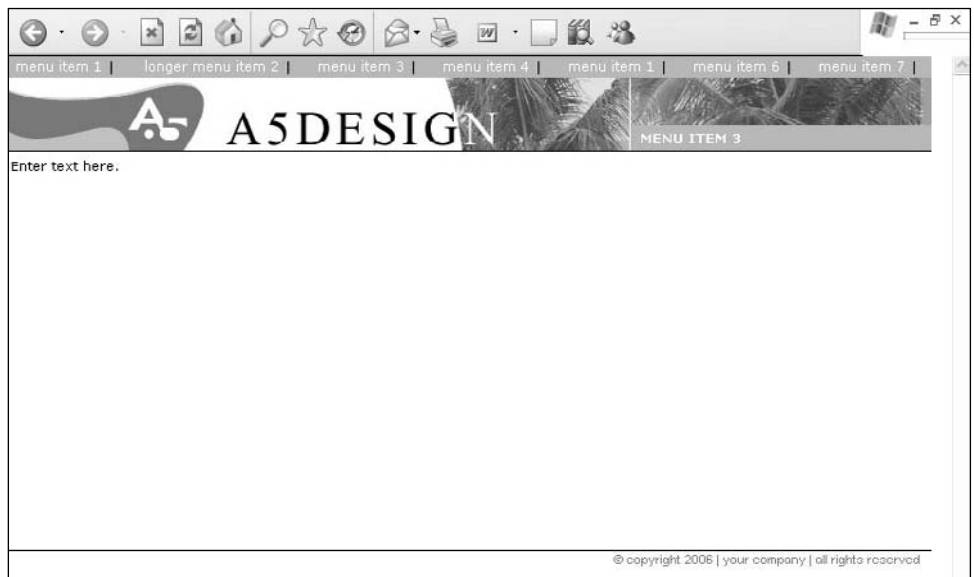 menu item 1 | longer menu item 2 | menu item 3 | menu item 4 | menu item 1 | menu item 6 | menu item 7 |
A5 A5DESIGN
MENU ITEM 3
Enter text here.
© copyright 2006 | your company | all rights reserved